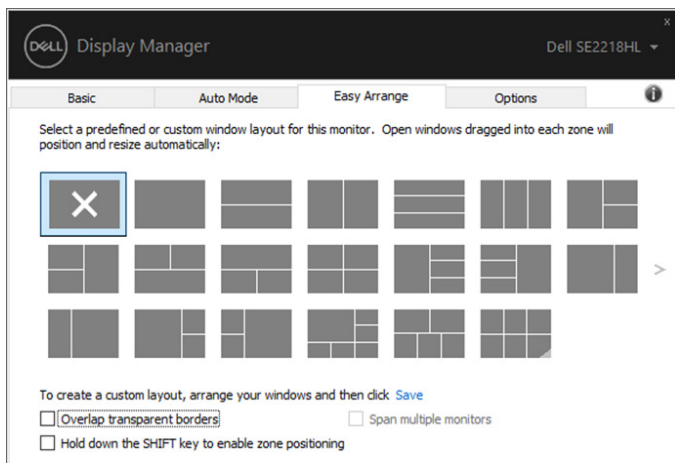 x
DELL Display Manager Dell SE2218HL
Basic Auto Mode Easy Arrange Options i
Select a predefined or custom window layout for this monitor. Open windows dragged into each zone will
position and resize automatically:
>
To create a custom layout, arrange your windows and then click Save
Overlap transparent borders Span multiple monitors
Hold down the SHIFT key to enable zone positioning